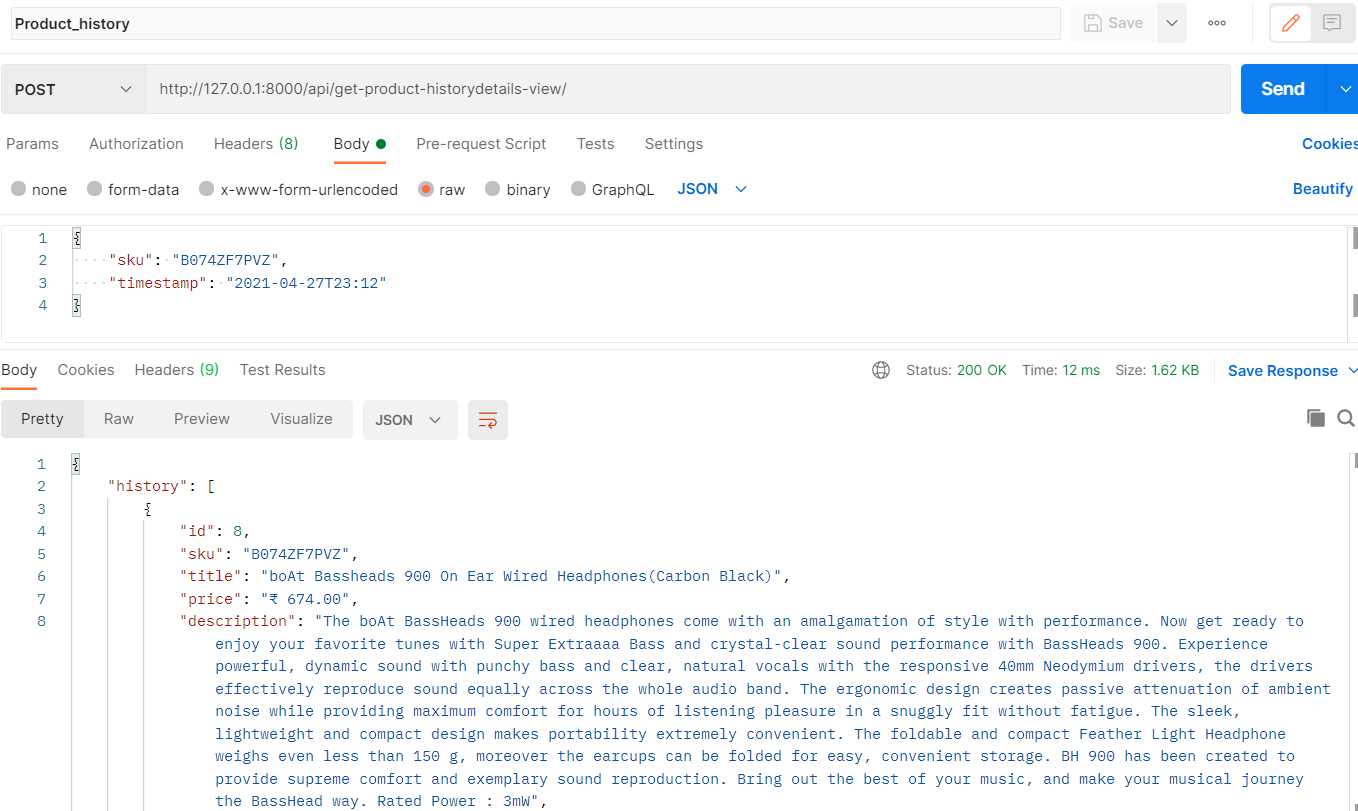 Product_history
Save
POST
http://127.0.0.1:8000/api/get-product-historydetails-view/
Send
Params Authorization Headers (8) Body Pre-request Script Tests Settings Cookies
none form-data x-www-form-urlencoded raw binary GraphQL JSON Beautify
1 {
2 ····"sku":·"B074ZF7PVZ",
3 ····"timestamp":·"2021-04-27T23:12"
4 }
Body Cookies Headers (9) Test Results Status: 200 OK Time: 12 ms Size: 1.62 KB Save Response
Pretty Raw Preview Visualize JSON
1 {
2 "history": [
3 {
4 "id": 8,
5 "sku": "B074ZF7PVZ",
6 "title": "boAt Bassheads 900 On Ear Wired Headphones(Carbon Black)",
7 "price": "₹ 674.00",
8 "description": "The boAt BassHeads 900 wired headphones come with an amalgamation of style with performance. Now get ready to
enjoy your favorite tunes with Super Extraaaa Bass and crystal-clear sound performance with BassHeads 900. Experience
powerful, dynamic sound with punchy bass and clear, natural vocals with the responsive 40mm Neodymium drivers, the drivers
effectively reproduce sound equally across the whole audio band. The ergonomic design creates passive attenuation of ambient
noise while providing maximum comfort for hours of listening pleasure in a snuggly fit without fatigue. The sleek,
lightweight and compact design makes portability extremely convenient. The foldable and compact Feather Light Headphone
weighs even less than 150 g, moreover the earcups can be folded for easy, convenient storage. BH 900 has been created to
provide supreme comfort and exemplary sound reproduction. Bring out the best of your music, and make your musical journey
the BassHead way. Rated Power : 3mW",